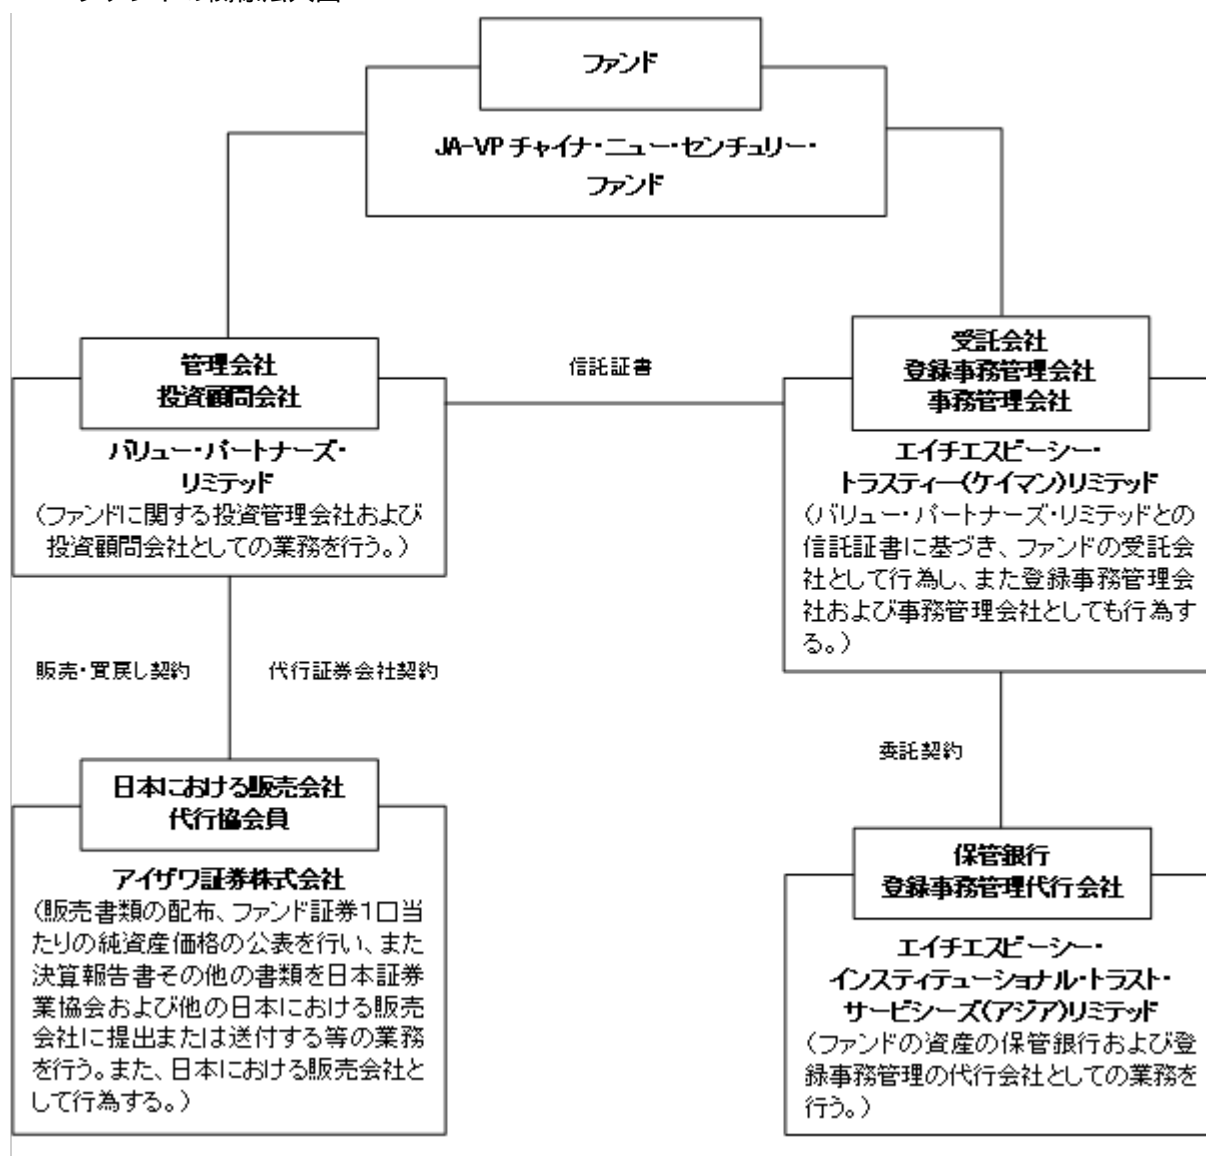 ファンド
JA-VPチャイナ・ニュー・センチュリー・
ファンド
管理会社
投資顧問会社
バリュー・パートナーズ・
リミテッド
(ファンドに関する投資管理会社および
投資顧問会社としての業務を行う。)
信託証書
受託会社
登録事務管理会社
事務管理会社
エイチエスビーシー・
トラスティー(ケイマン)リミテッド
(バリュー・パートナーズ・リミテッドとの
信託証書に基づき、ファンドの受託会
社として行為し、また登録事務管理会
社および事務管理会社としても行為す
る。)
販売・買戻し契約
代行証券会社契約
委託契約
日本における販売会社
代行協会員
アイザワ証券株式会社
(販売書類の配布、ファンド証券1口当
たりの純資産価格の公表を行い、また
決算報告書その他の書類を日本証券
業協会および他の日本における販売
会社に提出または送付する等の業務
を行う。また、日本における販売会社と
して行為する。)
保管銀行
登録事務管理代行会社
エイチエスビーシー・
インスティテューショナル・トラスト・
サービシーズ(アジア)リミテッド
(ファンドの資産の保管銀行および登
録事務管理の代行会社としての業務を
行う。)